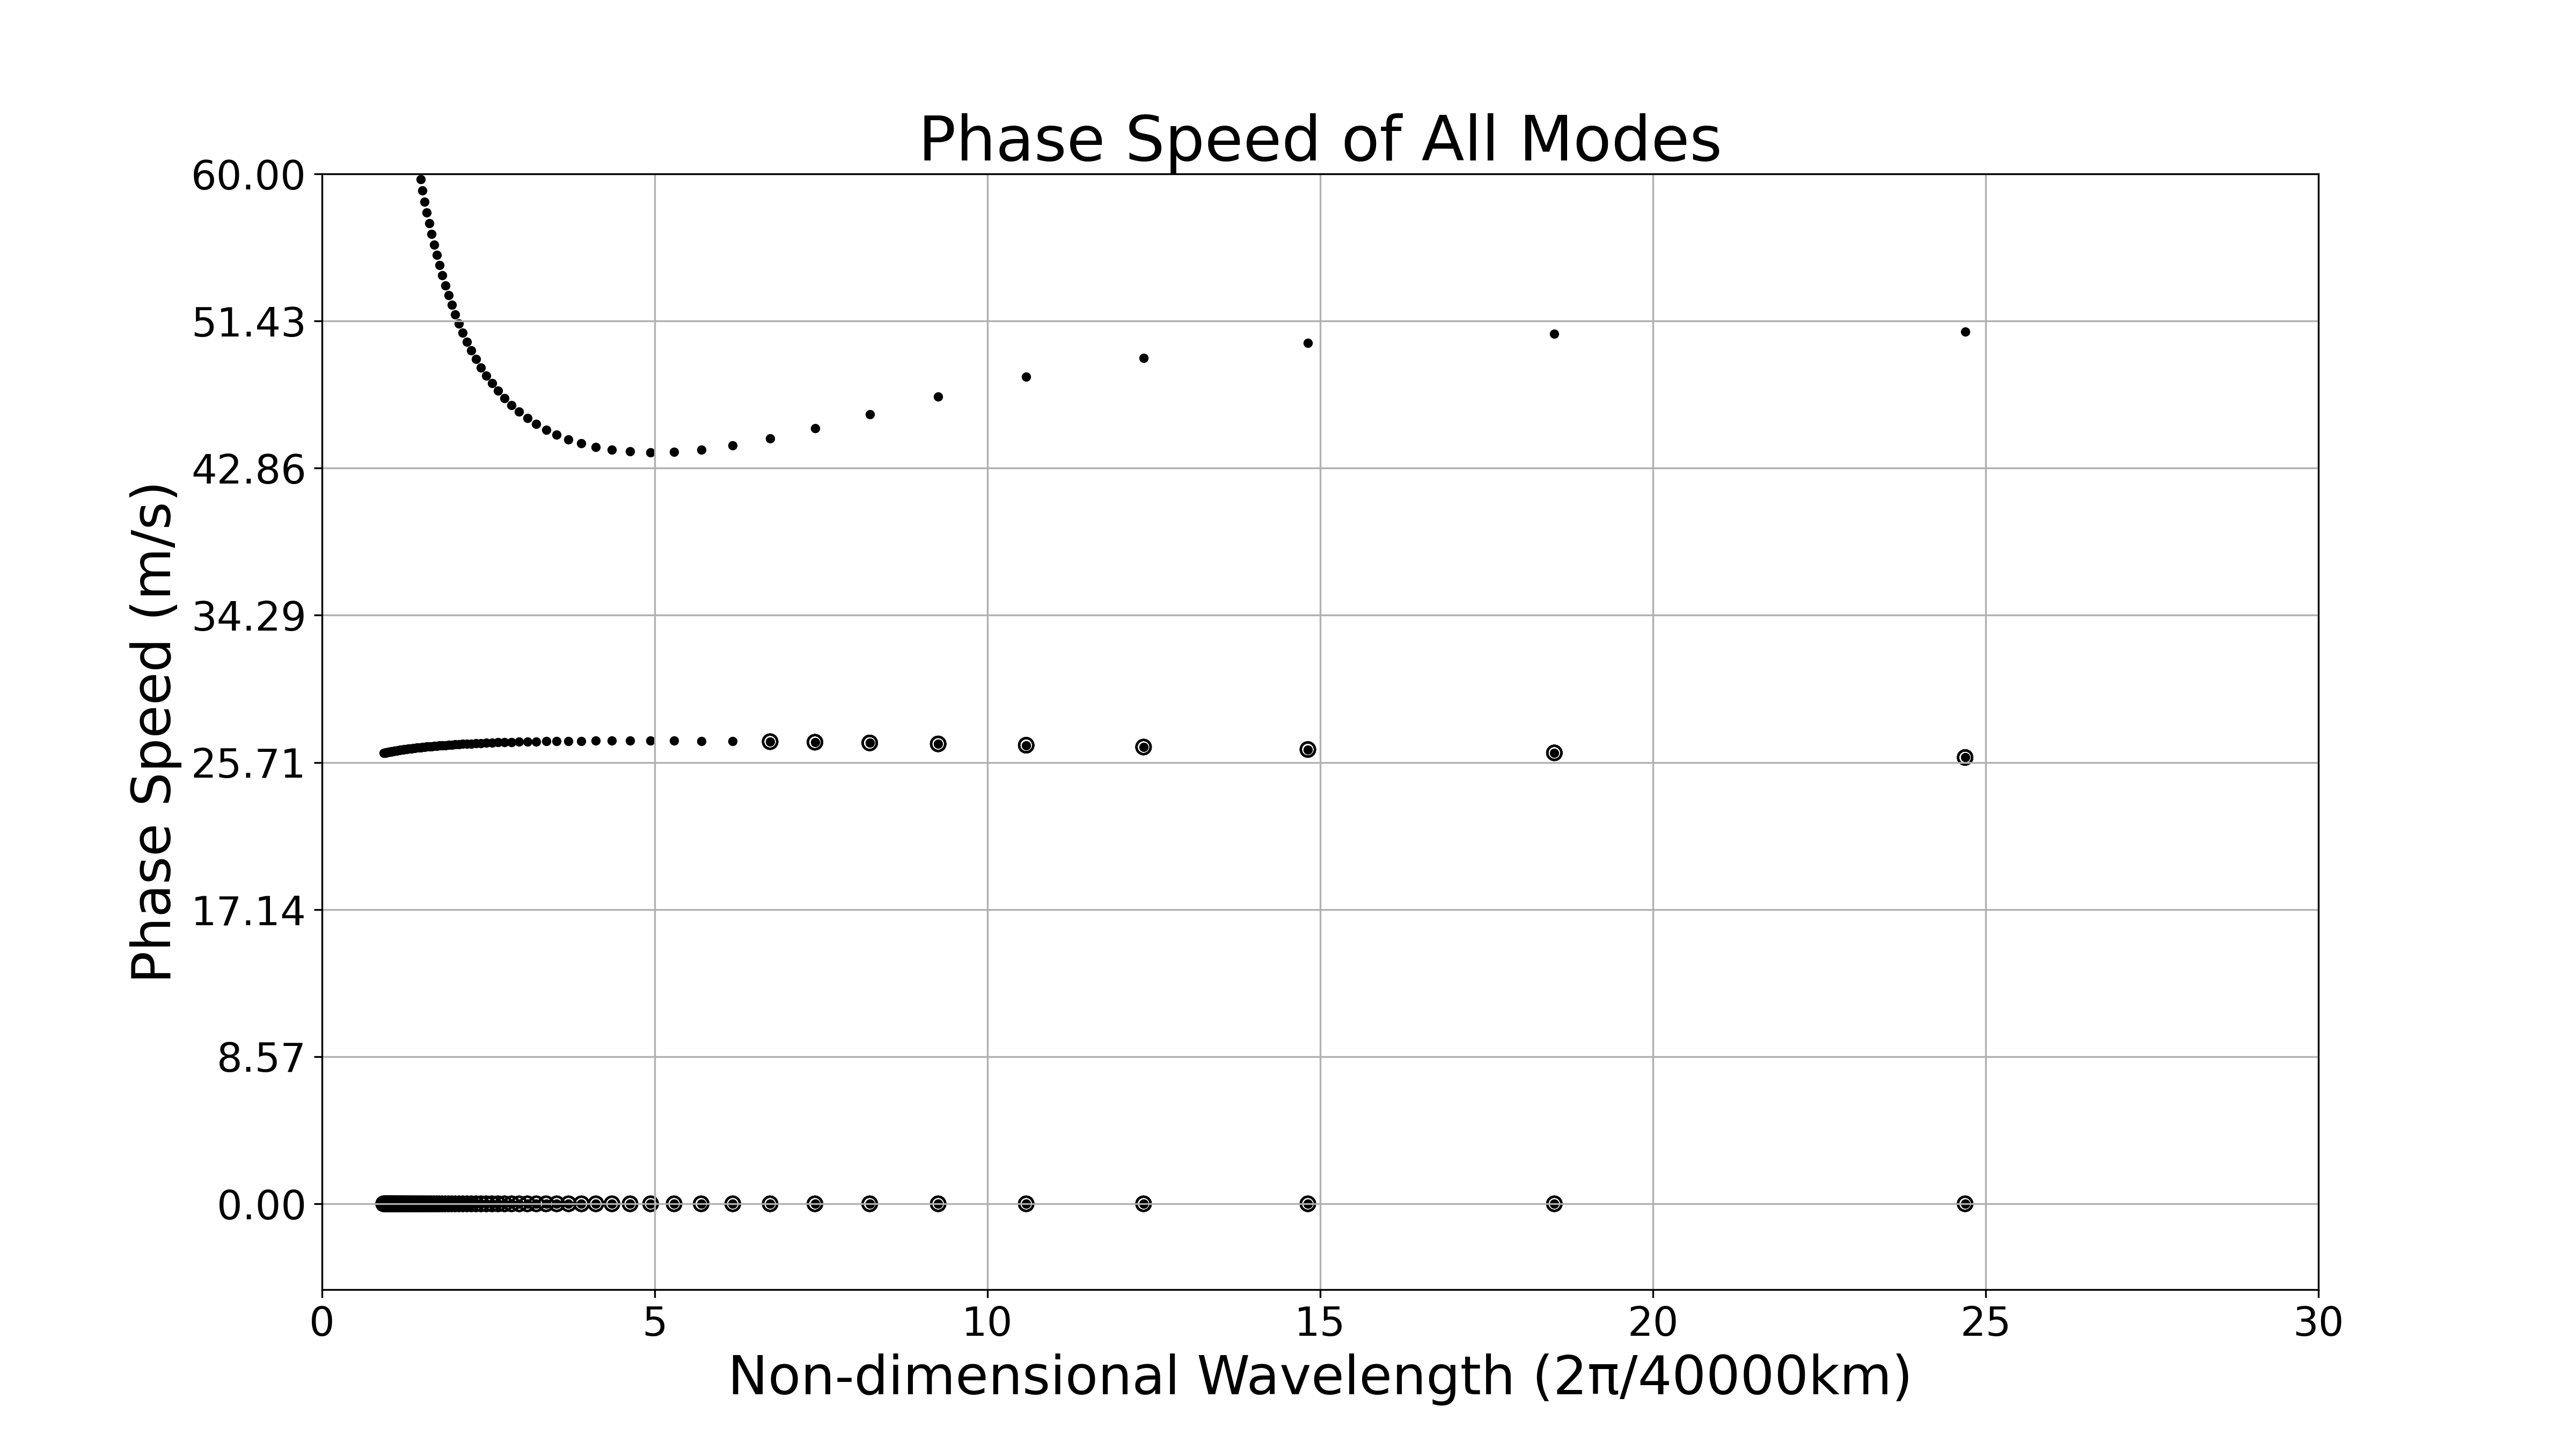 Phase Speed of All Modes
60.00
51.43
42.86
34.29
25.71
17.14
8.57
0.00
Phase Speed (m/s)
0 5 10 15 20 25 30
Non-dimensional Wavelength (2π/40000km)